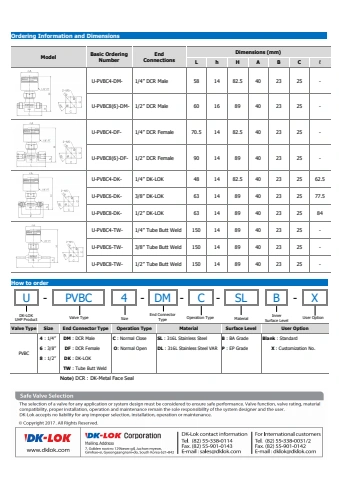 Ordering Information and Dimensions
Model
Basic Ordering Number
End Connections
Dimensions (mm)
L h H A B C ℓ
U-PVBC4-DM- 1/4" DCR Male 58 14 82.5 40 23 25 -
U-PVBC8(6)-DM- 1/2" DCR Male 60 16 89 40 23 25 -
U-PVBC4-DF- 1/4" DCR Female 70.5 14 82.5 40 23 25 -
U-PVBC8(6)-DF- 1/2" DCR Female 90 14 89 40 23 25 -
U-PVBC4-DK- 1/4" DK-LOK 48 14 82.5 40 23 25 62.5
U-PVBC6-DK- 3/8" DK-LOK 63 14 89 40 23 25 77.5
U-PVBC8-DK- 1/2" DK-LOK 63 14 89 40 23 25 84
U-PVBC4-TW- 1/4" Tube Butt Weld 150 14 89 40 23 25 -
U-PVBC6-TW- 3/8" Tube Butt Weld 150 14 89 40 23 25 -
U-PVBC8-TW- 1/2" Tube Butt Weld 150 14 89 40 23 25 -
How to order
U - PVBC - 4 - DM - C - SL - B - X
DK-LOK UHP Product
Valve Type
Size
End Connector Type
Operation Type
Material
Inner Surface Level
User Option
Valve Type Size End Connector Type Operation Type Material Surface Level User Option
PVBC
4 : 1/4" DM : DCR Male C : Normal Close SL : 316L Stainless Steel B : BA Grade Blank : Standard
6 : 3/8" DF : DCR Female O : Normal Open DL : 316L Stainless Steel VAR P : EP Grade X : Customization No.
8 : 1/2" DK : DK-LOK
TW : Tube Butt Weld
Note) DCR : DK-Metal Face Seal
Safe Valve Selection
The selection of a valve for any application or system design must be considered to ensure safe performance. Valve function, valve rating, material
compatibility, proper installation, operation and maintenance remain the sole responsibility of the system designer and the user.
DK-Lok accepts no liability for any improper selection, installation, operation or maintenance.
© Copyright 2017. All Rights Reserved.
DK-LOK
www.dklok.com
DK-LOK Corporation
Mailing Address
DK-Lok contact information
Tel. (82) 55-338-0114
Fax. (82) 55-901-0143
E-mail : sales@dklok.com
For International customers
Tel. (82) 55-338-0031/2
Fax. (82) 55-901-0142
E-mail : dklok@dklok.com